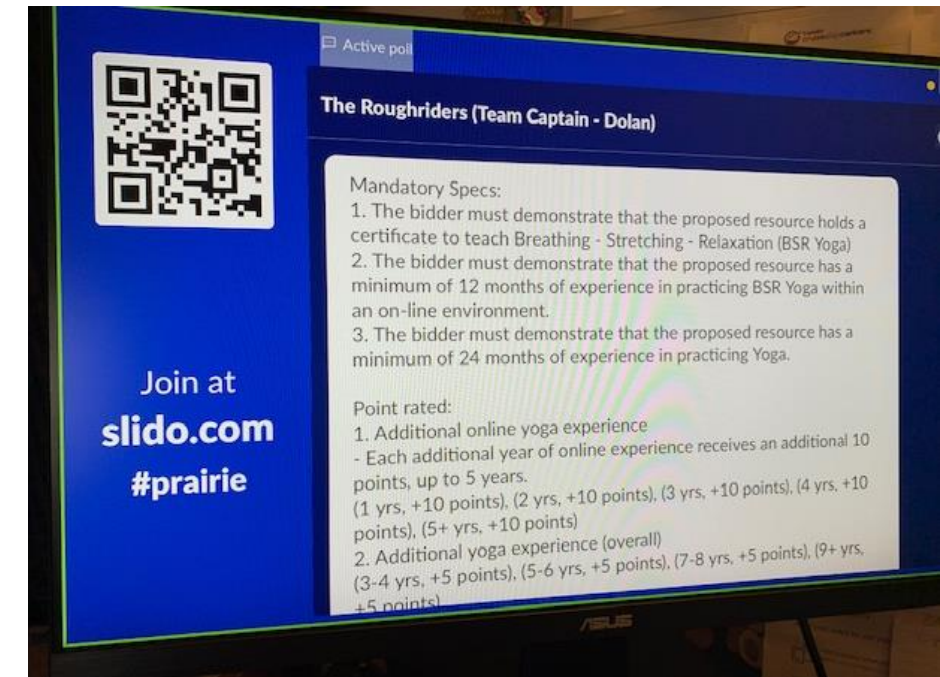 Active poll
The Roughriders (Team Captain - Dolan)
Mandatory Specs:
1. The bidder must demonstrate that the proposed resource holds a
certificate to teach Breathing - Stretching - Relaxation (BSR Yoga)
2. The bidder must demonstrate that the proposed resource has a
minimum of 12 months of experience in practicing BSR Yoga within
an on-line environment.
3. The bidder must demonstrate that the proposed resource has a
minimum of 24 months of experience in practicing Yoga.
Point rated:
1. Additional online yoga experience
- Each additional year of online experience receives an additional 10
points, up to 5 years.
(1 yrs, +10 points), (2 yrs, +10 points), (3 yrs, +10 points), (4 yrs, +10
points), (5+ yrs, +10 points)
2. Additional yoga experience (overall)
(3-4 yrs, +5 points), (5-6 yrs, +5 points), (7-8 yrs, +5 points), (9+ yrs,
+5 points)
Join at
slido.com
#prairie
ASUS